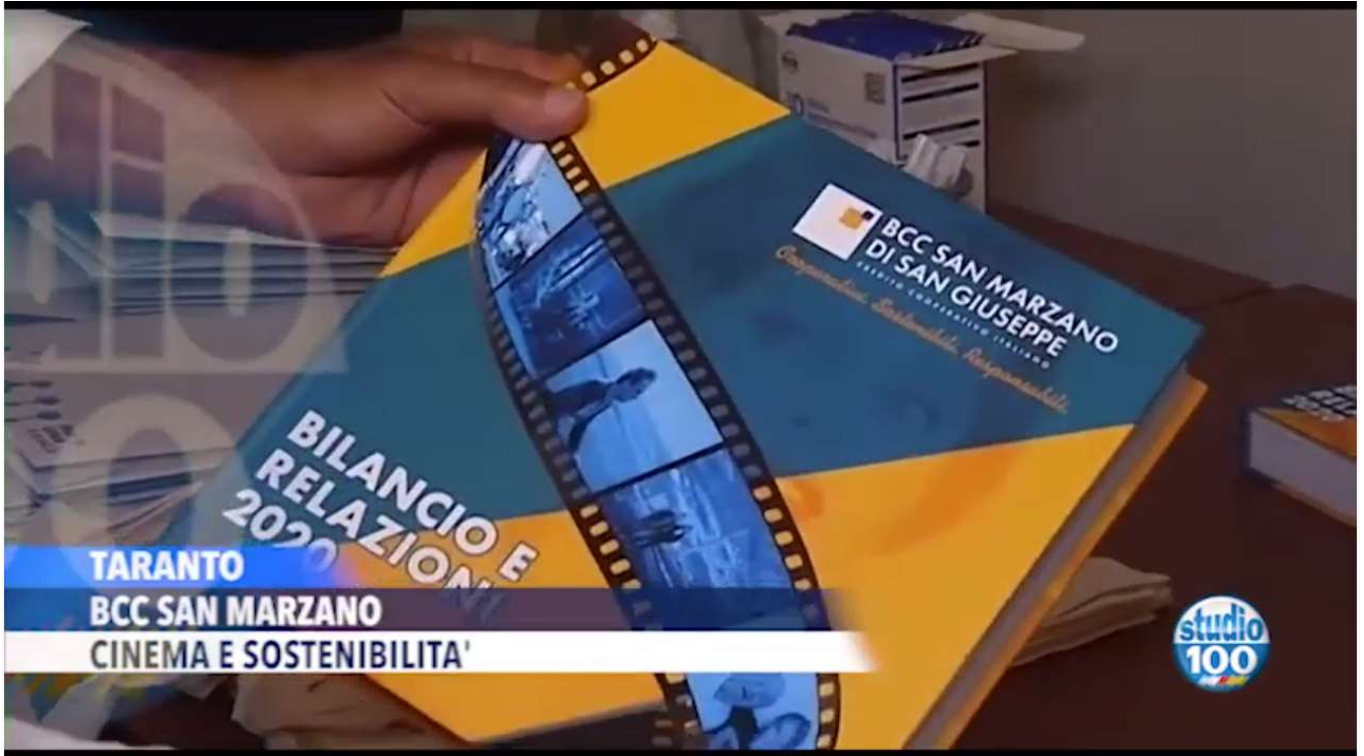 BCC SAN MARZANO
DI SAN GIUSEPPE
CREDITO COOPERATIVO ITALIANO
Cooperativi, Sostenibili, Responsabili.
BILANCIO E
RELAZIONI
2020
TARANTO
BCC SAN MARZANO
CINEMA E SOSTENIBILITA'
studio
100